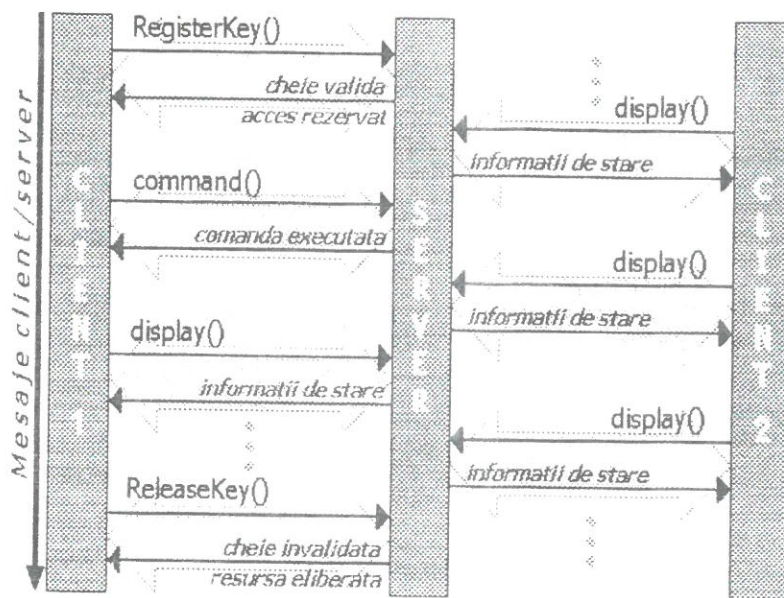 Mesaje client/server
CLIENT 1
RegisterKey()
cheie valida
acces rezervat
command()
comanda executata
display()
informatii de stare
ReleaseKey()
cheie invalidata
resursa eliberata
SERVER
display()
informatii de stare
display()
informatii de stare
display()
informatii de stare
CLIENT 2